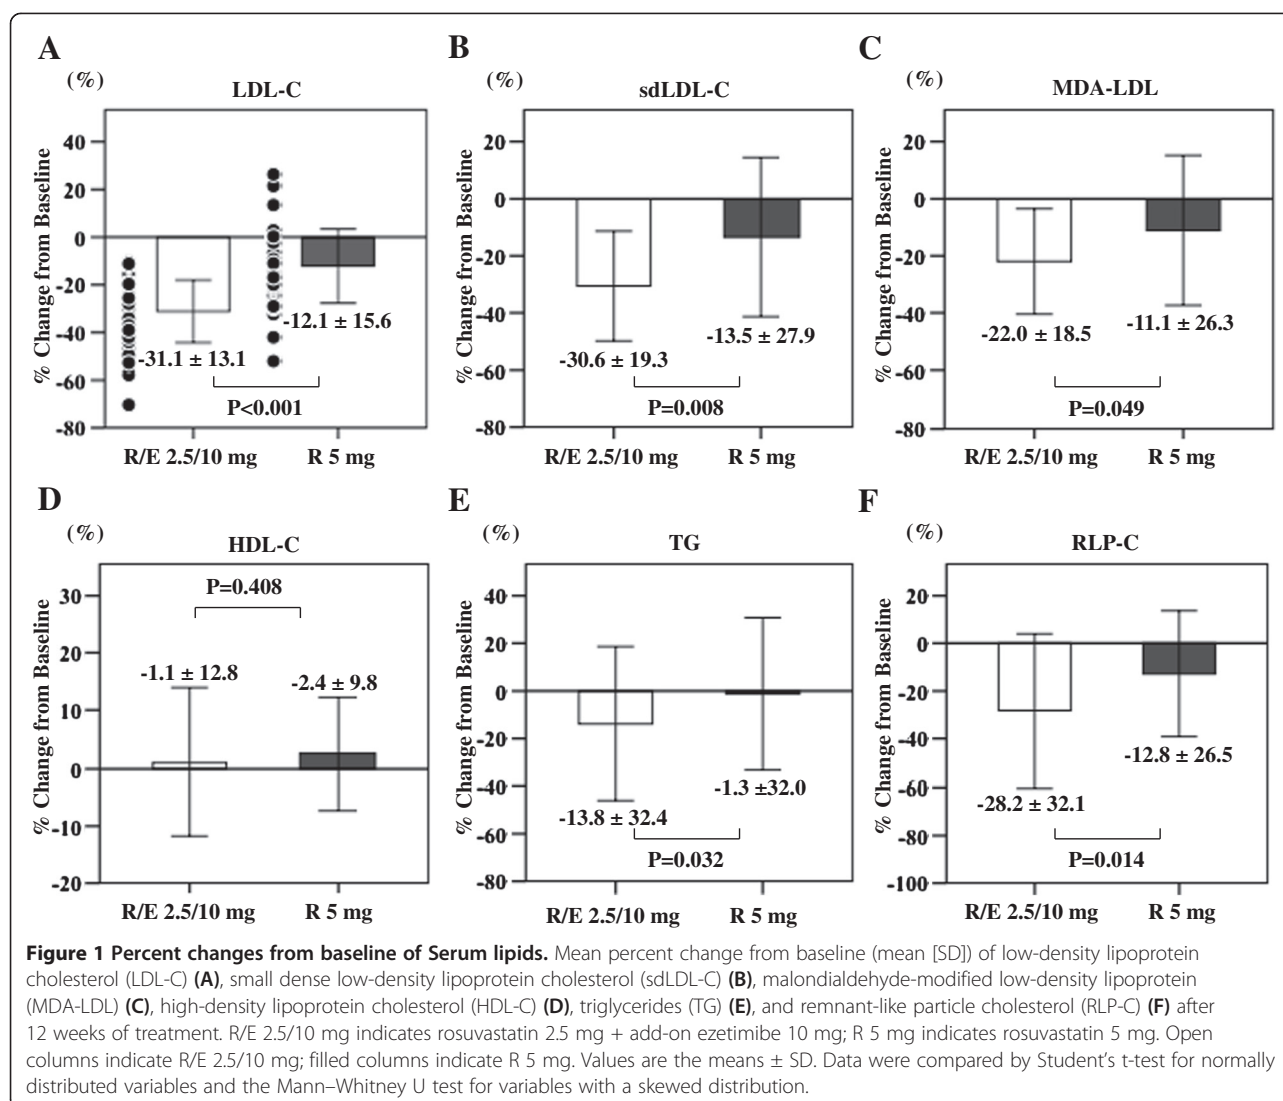 A
(%)
LDL-C
% Change from Baseline
40
20
0
-20
-40
-60
-80
-31.1 ± 13.1
-12.1 ± 15.6
P<0.001
R/E 2.5/10 mg R 5 mg
B
(%)
sdLDL-C
% Change from Baseline
20
0
-20
-40
-60
-80
-30.6 ± 19.3
-13.5 ± 27.9
P=0.008
R/E 2.5/10 mg R 5 mg
C
(%)
MDA-LDL
% Change from Baseline
20
0
-20
-40
-60
-80
-22.0 ± 18.5
-11.1 ± 26.3
P=0.049
R/E 2.5/10 mg R 5 mg
D
(%)
HDL-C
% Change from Baseline
30
20
10
0
-10
-20
P=0.408
-1.1 ± 12.8
-2.4 ± 9.8
R/E 2.5/10 mg R 5 mg
E
(%)
TG
% Change from Baseline
40
20
0
-20
-40
-60
-80
-13.8 ± 32.4
-1.3 ±32.0
P=0.032
R/E 2.5/10 mg R 5 mg
F
(%)
RLP-C
% Change from Baseline
20
0
-20
-40
-60
-80
-100
-28.2 ± 32.1
-12.8 ± 26.5
P=0.014
R/E 2.5/10 mg R 5 mg
Figure 1 Percent changes from baseline of Serum lipids. Mean percent change from baseline (mean [SD]) of low-density lipoprotein
cholesterol (LDL-C) (A), small dense low-density lipoprotein cholesterol (sdLDL-C) (B), malondialdehyde-modified low-density lipoprotein
(MDA-LDL) (C), high-density lipoprotein cholesterol (HDL-C) (D), triglycerides (TG) (E), and remnant-like particle cholesterol (RLP-C) (F) after
12 weeks of treatment. R/E 2.5/10 mg indicates rosuvastatin 2.5 mg + add-on ezetimibe 10 mg; R 5 mg indicates rosuvastatin 5 mg. Open
columns indicate R/E 2.5/10 mg; filled columns indicate R 5 mg. Values are the means ± SD. Data were compared by Student's t-test for normally
distributed variables and the Mann–Whitney U test for variables with a skewed distribution.